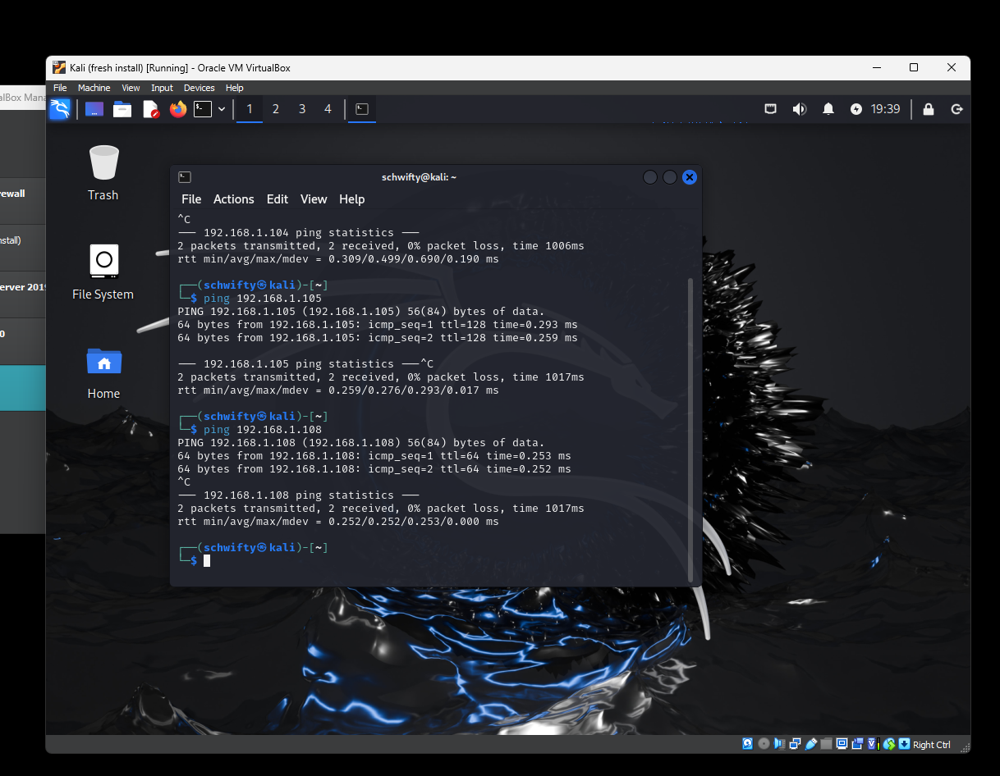 Kali (fresh install) [Running] - Oracle VM VirtualBox
File Machine View Input Devices Help
1 2 3 4 19:39
Trash
File System
Home
schwifty@kali: ~
File Actions Edit View Help
^C
--- 192.168.1.104 ping statistics ---
2 packets transmitted, 2 received, 0% packet loss, time 1006ms
rtt min/avg/max/mdev = 0.309/0.499/0.690/0.190 ms
┌──(schwifty㉿kali)-[~]
└─$ ping 192.168.1.105
PING 192.168.1.105 (192.168.1.105) 56(84) bytes of data.
64 bytes from 192.168.1.105: icmp_seq=1 ttl=128 time=0.293 ms
64 bytes from 192.168.1.105: icmp_seq=2 ttl=128 time=0.259 ms
--- 192.168.1.105 ping statistics ---^C
2 packets transmitted, 2 received, 0% packet loss, time 1017ms
rtt min/avg/max/mdev = 0.259/0.276/0.293/0.017 ms
┌──(schwifty㉿kali)-[~]
└─$ ping 192.168.1.108
PING 192.168.1.108 (192.168.1.108) 56(84) bytes of data.
64 bytes from 192.168.1.108: icmp_seq=1 ttl=64 time=0.253 ms
64 bytes from 192.168.1.108: icmp_seq=2 ttl=64 time=0.252 ms
^C
--- 192.168.1.108 ping statistics ---
2 packets transmitted, 2 received, 0% packet loss, time 1017ms
rtt min/avg/max/mdev = 0.252/0.252/0.253/0.000 ms
┌──(schwifty㉿kali)-[~]
└─$
Right Ctrl